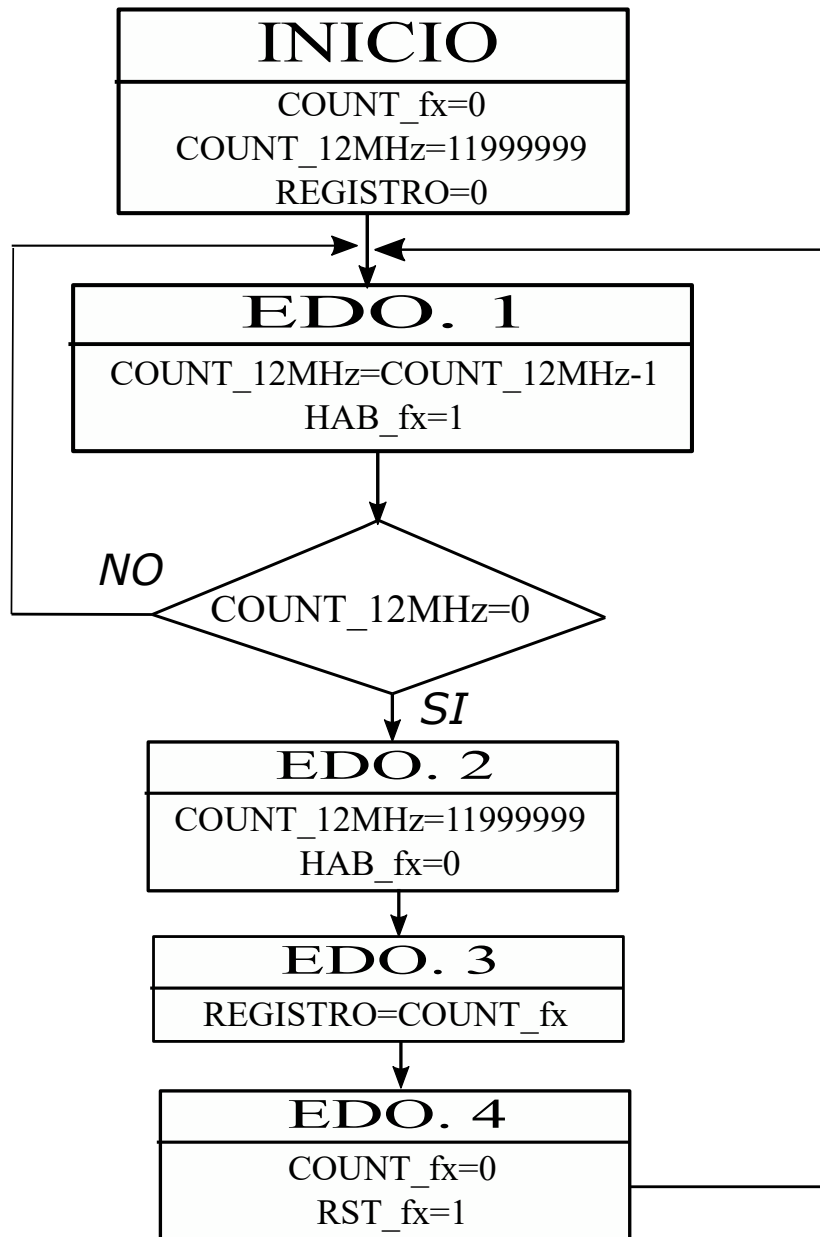 INICIO
COUNT_fx=0
COUNT_12MHz=11999999
REGISTRO=0
EDO. 1
COUNT_12MHz=COUNT_12MHz-1
HAB_fx=1
NO
COUNT_12MHz=0
SI
EDO. 2
COUNT_12MHz=11999999
HAB_fx=0
EDO. 3
REGISTRO=COUNT_fx
EDO. 4
COUNT_fx=0
RST_fx=1